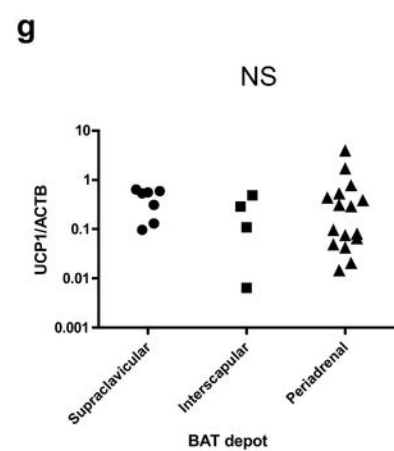 g
NS
10
1
0.1
0.01
0.001
UCP1/ACTB
Supraclavicular
Interscapular
Periadrenal
BAT depot